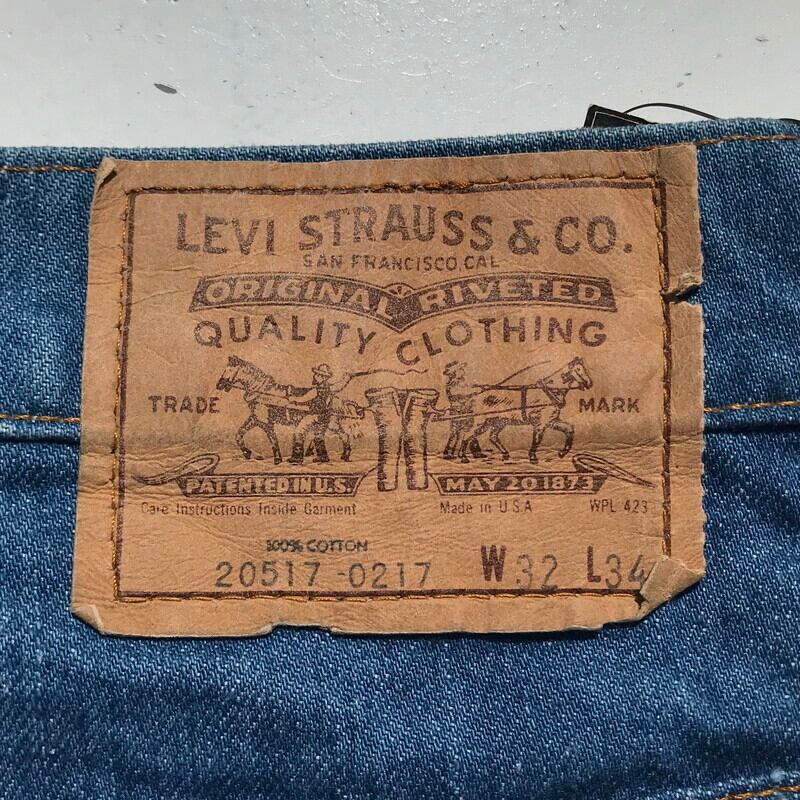 LEVI STRAUSS & CO.
SAN FRANCISCO, CAL
ORIGINAL RIVETED
QUALITY CLOTHING
TRADE MARK
PATENTED IN U.S. MAY 20 1873
Care Instructions Inside Garment Made in U.S.A WPL 423
100% COTTON
20517-0217 W32 L34